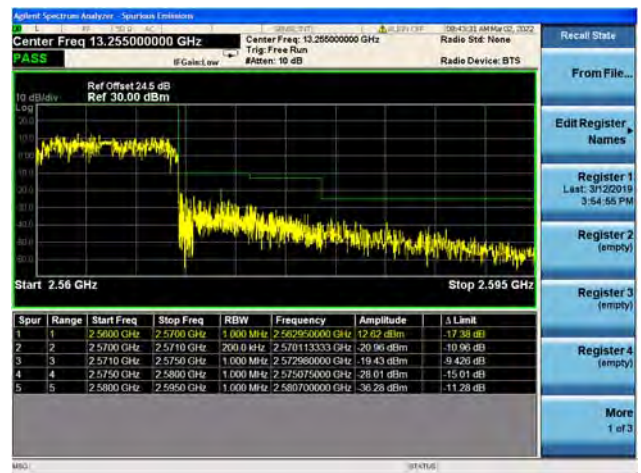 Agilent Spectrum Analyzer - Spurious Emissions
Center Freq 13.255000000 GHz
Center Freq: 13.255000000 GHz
Trig: Free Run
#Atten: 10 dB
IFGain:Low
08:43:31 AM Mar 02, 2022
Radio Std: None
Radio Device: BTS
PASS
Ref Offset 24.5 dB
Ref 30.00 dBm
10 dB/div
Log
Start 2.56 GHz
Stop 2.595 GHz
Spur Range Start Freq Stop Freq RBW Frequency Amplitude Δ Limit
1 1 2.5600 GHz 2.5700 GHz 1.000 MHz 2.562950000 GHz 12.62 dBm -17.38 dB
2 2 2.5700 GHz 2.5710 GHz 200.0 kHz 2.570113333 GHz -20.96 dBm -10.96 dB
3 3 2.5710 GHz 2.5750 GHz 1.000 MHz 2.572980000 GHz -19.43 dBm -9.426 dB
4 4 2.5750 GHz 2.5800 GHz 1.000 MHz 2.575075000 GHz -28.01 dBm -15.01 dB
5 5 2.5800 GHz 2.5950 GHz 1.000 MHz 2.580700000 GHz -36.28 dBm -11.28 dB
MSG
STATUS
Recall State
From File...
Edit Register Names
Register 1
Last: 3/12/2019
3:54:55 PM
Register 2
(empty)
Register 3
(empty)
Register 4
(empty)
More
1 of 3